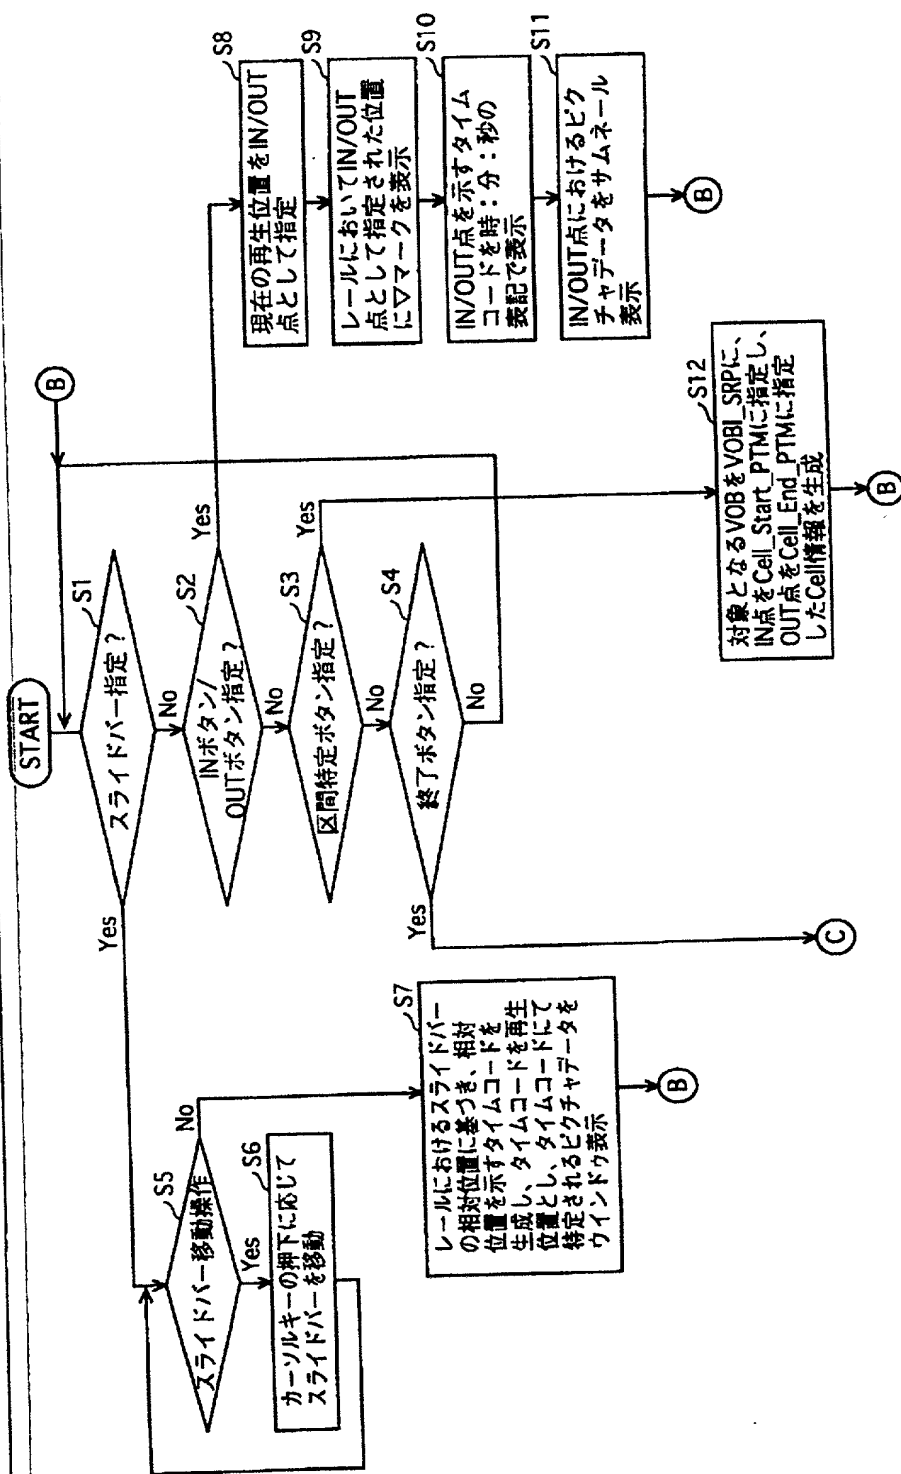 START
B
S1
スライドバー指定?
Yes
No
S2
INボタン/
OUTボタン指定?
Yes
No
S3
区間特定ボタン指定?
Yes
No
S4
終了ボタン指定?
Yes
No
C
S5
スライドバー移動操作
Yes
No
S6
カーソルキーの押下に応じて
スライドバーを移動
S7
レールにおけるスライドバー
の相対位置に基づき、相対
位置を示すタイムコードを
生成し、タイムコードを再生
位置とし、タイムコードにて
特定されるピクチャデータを
ウインドゥ表示
B
S8
現在の再生位置をIN/OUT
点として指定
S9
レールにおいてIN/OUT
点として指定された位置
に▽マークを表示
S10
IN/OUT点を示すタイム
コードを時:分:秒の
表記で表示
S11
IN/OUT点におけるピク
チャデータをサムネール
表示
B
S12
対象となるVOBをVOBI_SRPに、
IN点をCell_Start_PTMに指定し、
OUT点をCell_End_PTMに指定
したCell情報を生成
B